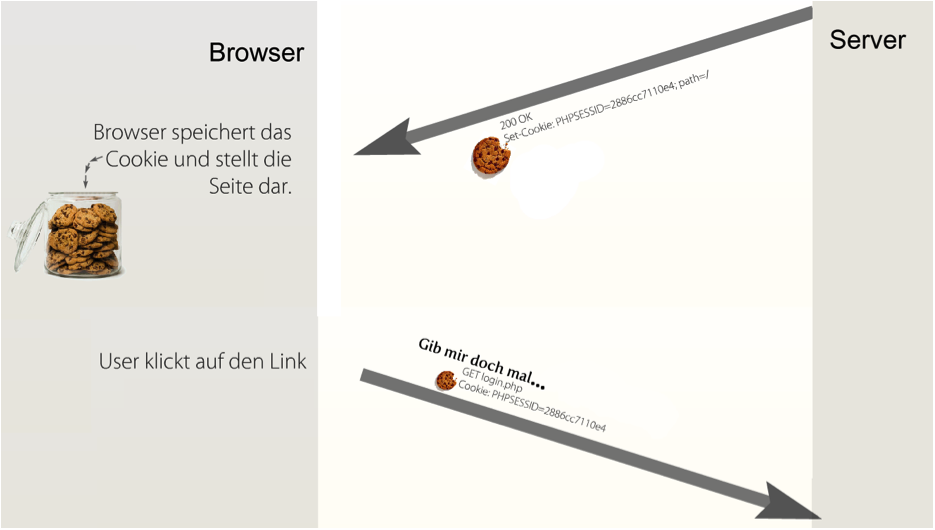 Browser
Server
200 OK
Set-Cookie: PHPSESSID=2886cc7110e4; path=/
Browser speichert das
Cookie und stellt die
Seite dar.
User klickt auf den Link
Gib mir doch mal...
GET login.php
Cookie: PHPSESSID=2886cc7110e4